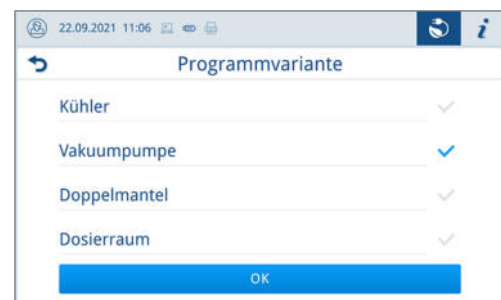 22.09.2021 11:06
i
Programmvariante
Kühler
Vakuumpumpe
Doppelmantel
Dosierraum
OK